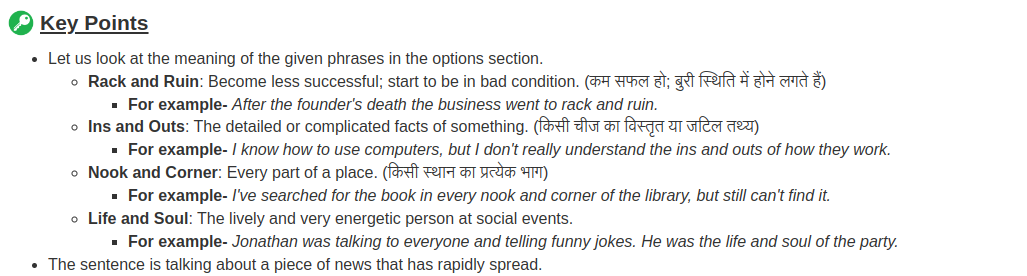 Key Points
Let us look at the meaning of the given phrases in the options section.
Rack and Ruin: Become less successful; start to be in bad condition. (कम सफल हो; बुरी स्थिति में होने लगते हैं)
For example- After the founder's death the business went to rack and ruin.
Ins and Outs: The detailed or complicated facts of something. (किसी चीज का विस्तृत या जटिल तथ्य)
For example- I know how to use computers, but I don't really understand the ins and outs of how they work.
Nook and Corner: Every part of a place. (किसी स्थान का प्रत्येक भाग)
For example- I've searched for the book in every nook and corner of the library, but still can't find it.
Life and Soul: The lively and very energetic person at social events.
For example- Jonathan was talking to everyone and telling funny jokes. He was the life and soul of the party.
The sentence is talking about a piece of news that has rapidly spread.